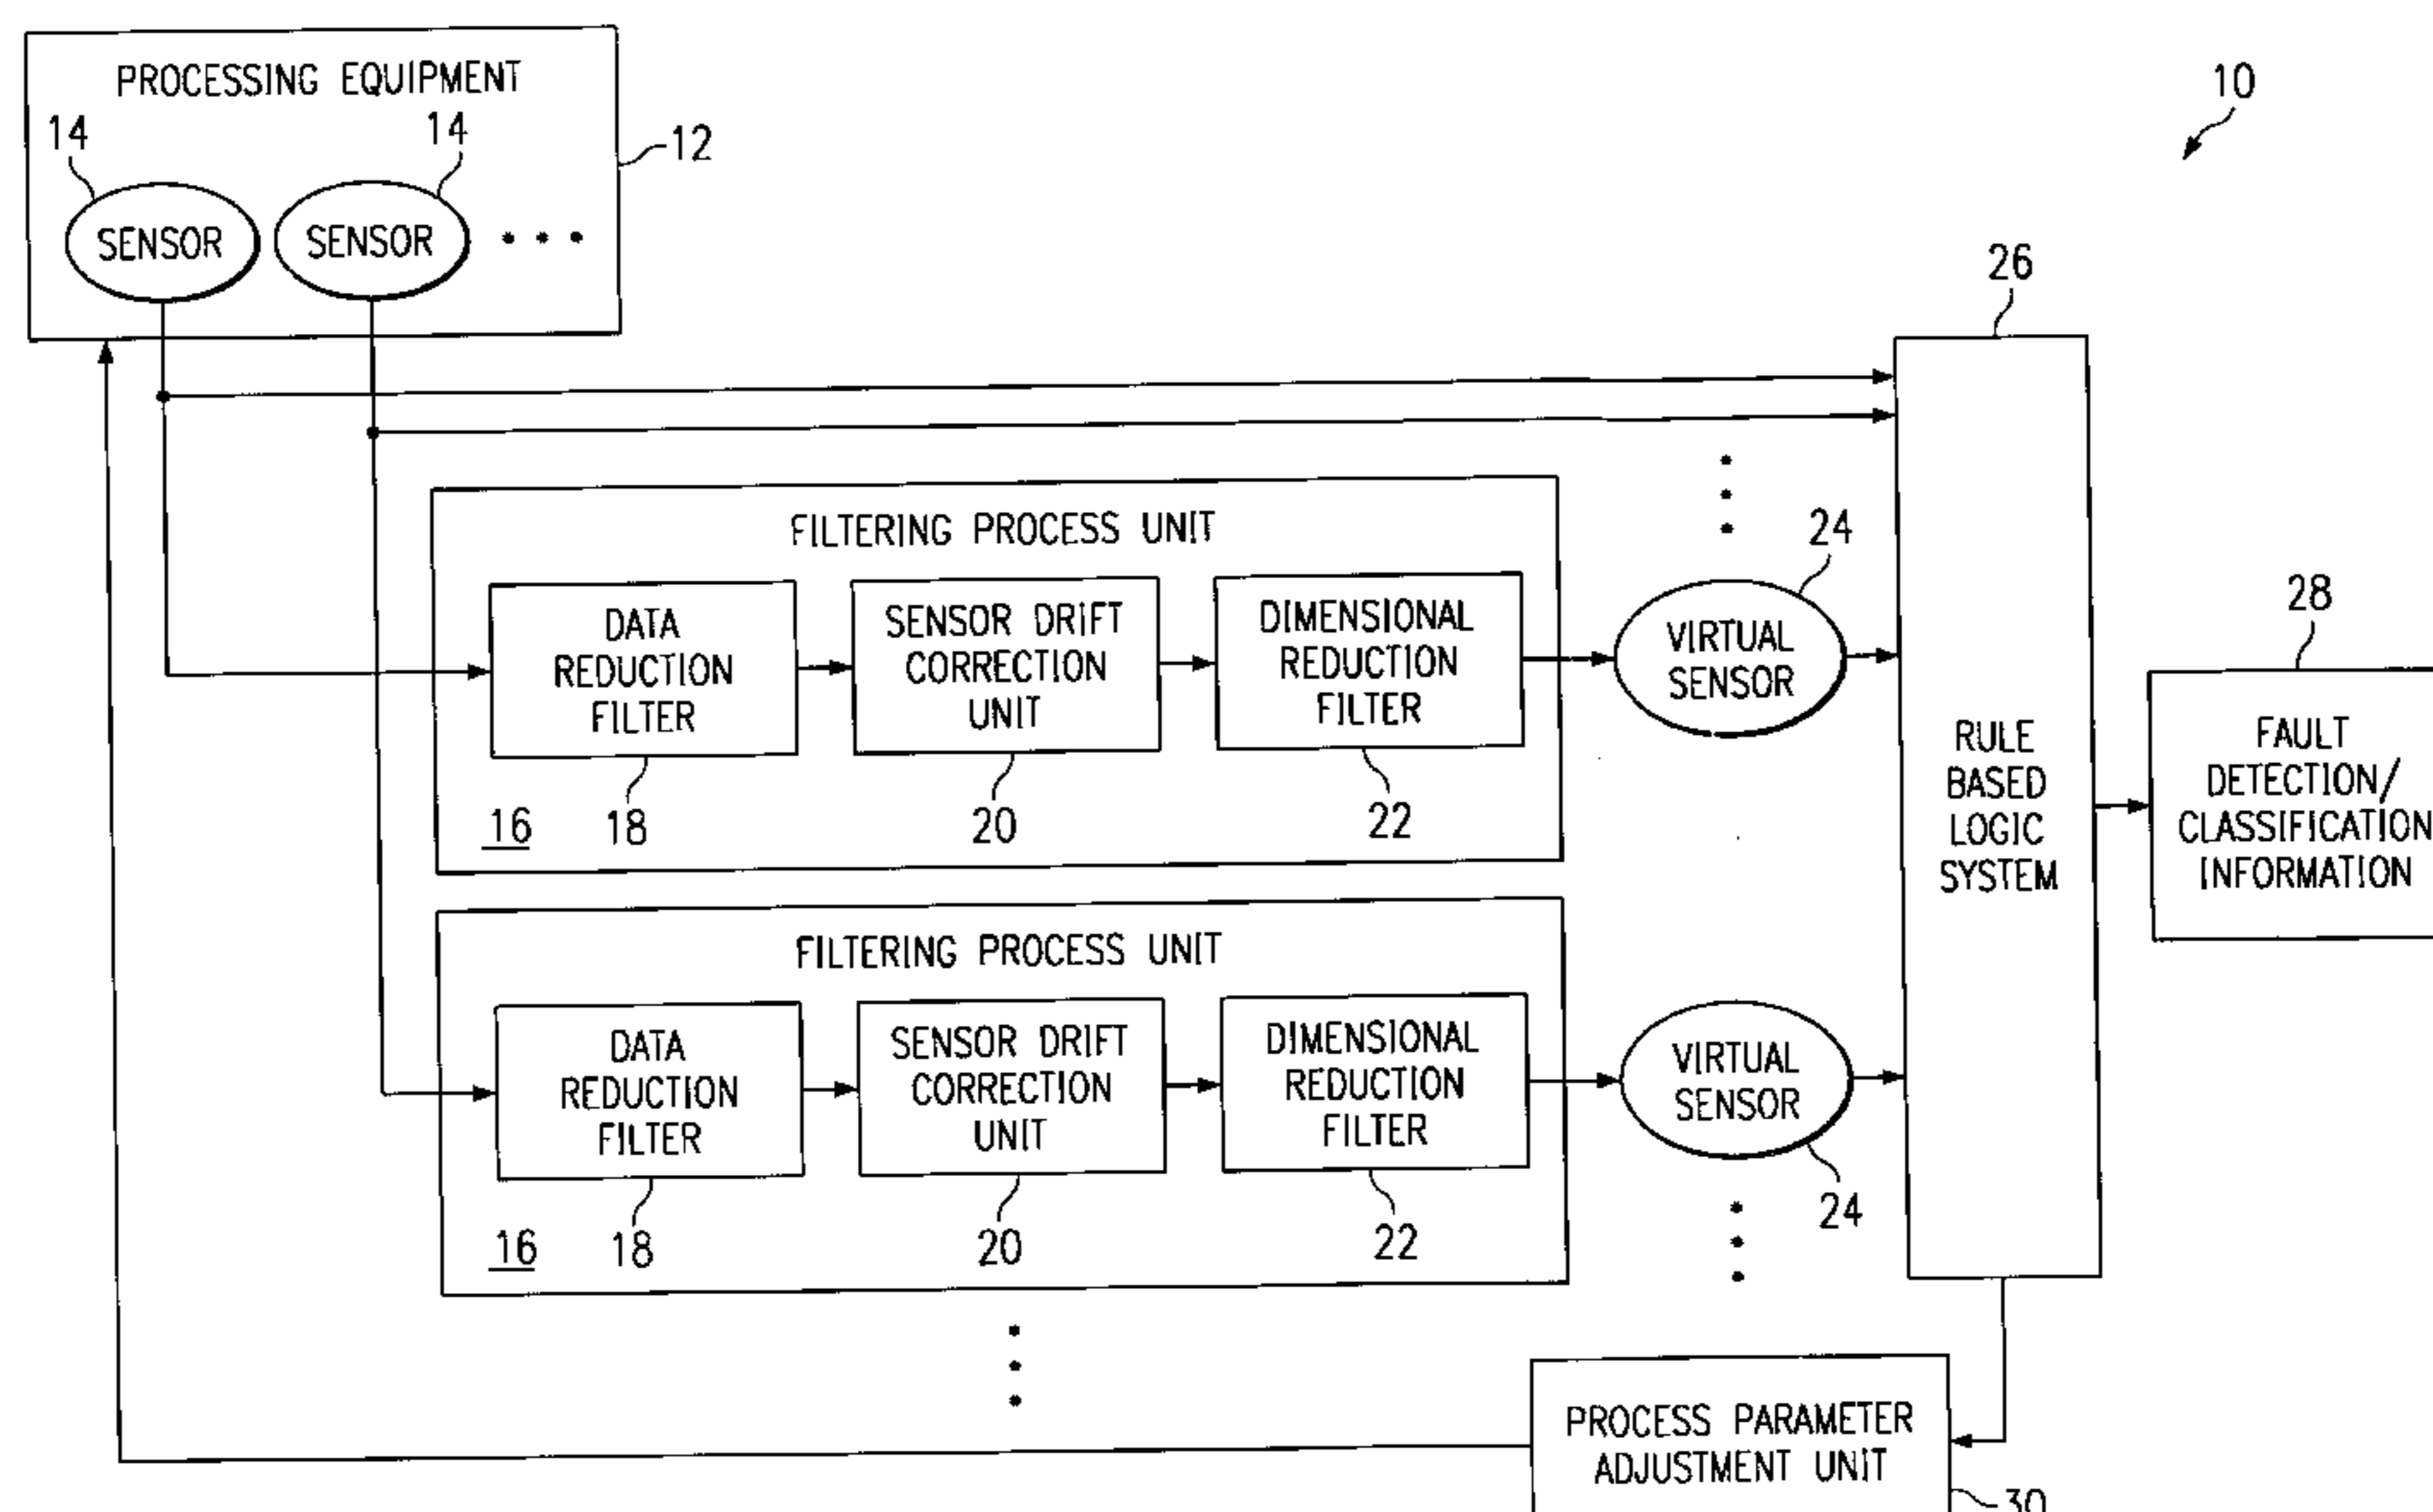 PROCESSING EQUIPMENT
14
14
12
10
SENSOR
SENSOR
26
FILTERING PROCESS UNIT
24
DATA
REDUCTION
FILTER
SENSOR DRIFT
CORRECTION
UNIT
DIMENSIONAL
REDUCTION
FILTER
VIRTUAL
SENSOR
28
16
18
20
22
RULE
BASED
LOGIC
SYSTEM
FAULT
DETECTION/
CLASSIFICATION
INFORMATION
FILTERING PROCESS UNIT
DATA
REDUCTION
FILTER
SENSOR DRIFT
CORRECTION
UNIT
DIMENSIONAL
REDUCTION
FILTER
VIRTUAL
SENSOR
24
16
18
20
22
PROCESS PARAMETER
ADJUSTMENT UNIT
30